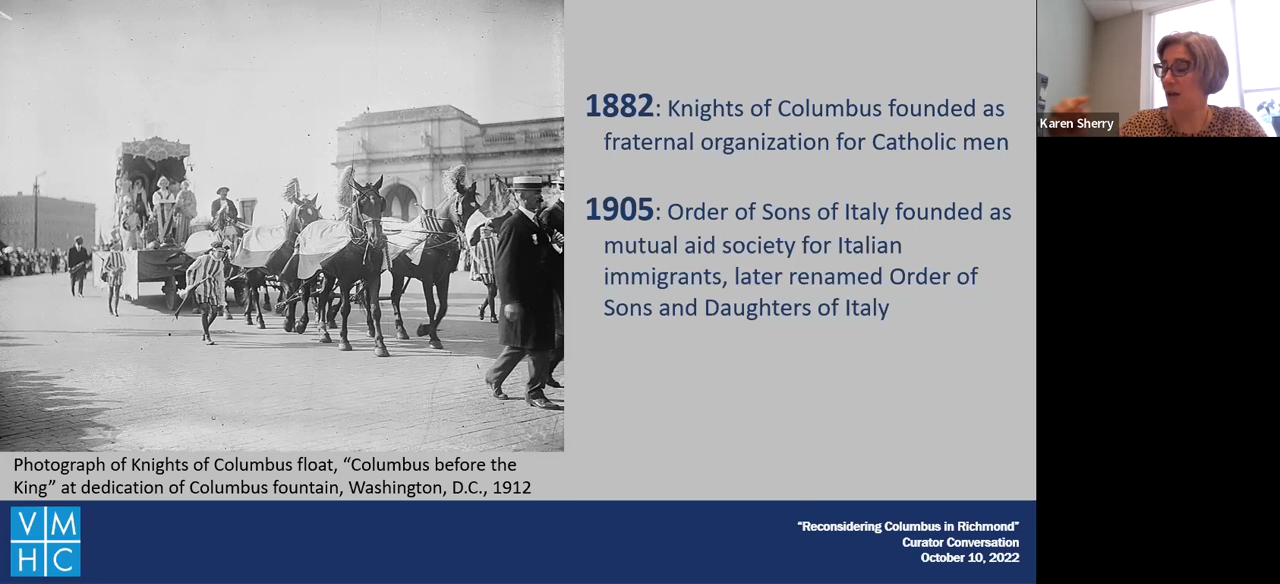 1882: Knights of Columbus founded as
fraternal organization for Catholic men
1905: Order of Sons of Italy founded as
mutual aid society for Italian
immigrants, later renamed Order of
Sons and Daughters of Italy
Karen Sherry
Photograph of Knights of Columbus float, “Columbus before the
King” at dedication of Columbus fountain, Washington, D.C., 1912
V M
H C
“Reconsidering Columbus in Richmond”
Curator Conversation
October 10, 2022